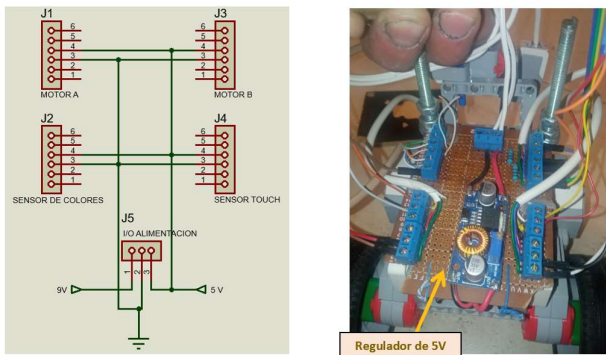 J1
6
5
4
3
2
1
MOTOR A
J3
6
5
4
3
2
1
MOTOR B
J2
6
5
4
3
2
1
SENSOR DE COLORES
J4
6
5
4
3
2
1
SENSOR TOUCH
J5
I/O ALIMENTACION
1
2
3
9V
5 V
Regulador de 5V